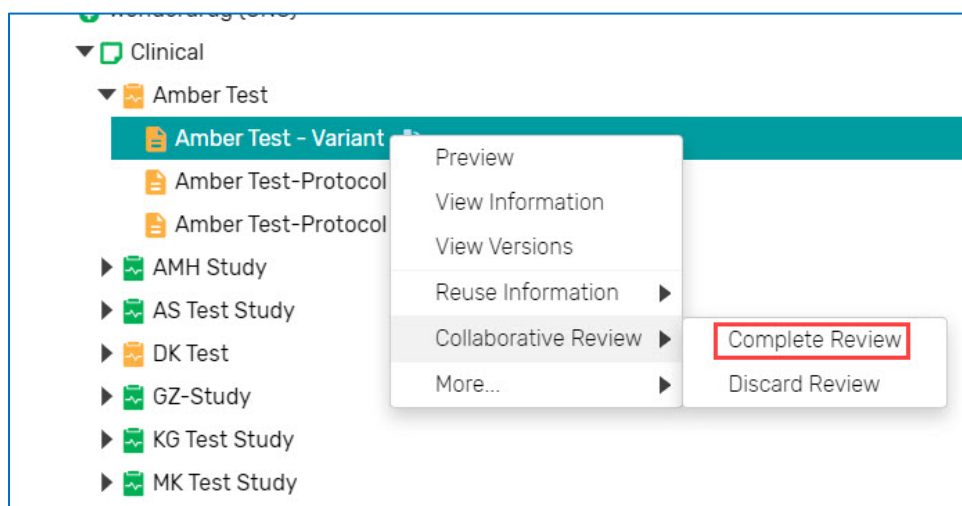 Clinical
Amber Test
Amber Test - Variant
Preview
Amber Test-Protocol
View Information
Amber Test-Protocol
View Versions
AMH Study
Reuse Information
AS Test Study
Collaborative Review
Complete Review
DK Test
More...
Discard Review
GZ-Study
KG Test Study
MK Test Study